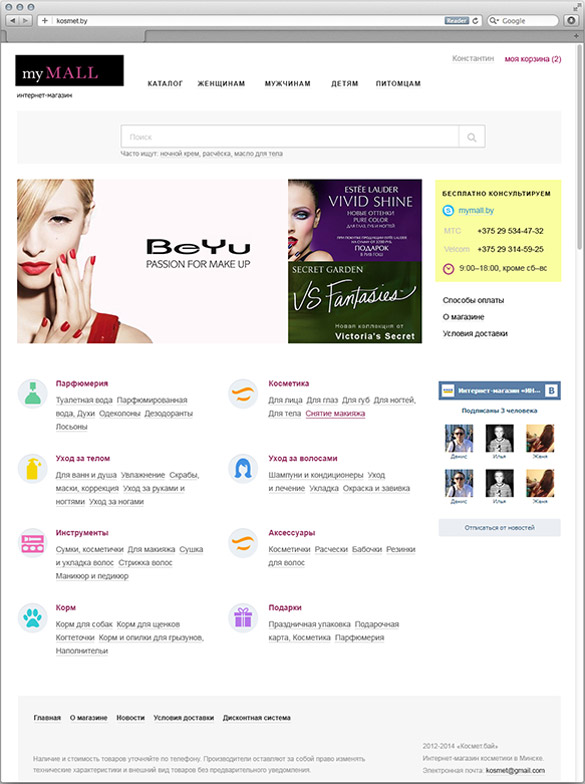 kosmet.by
Reader
Google
Константин
моя корзина (2)
my MALL
интернет-магазин
КАТАЛОГ ЖЕНЩИНАМ МУЖЧИНАМ ДЕТЯМ ПИТОМЦАМ
Поиск
Часто ищут: ночной крем, расчёска, масло для тела
BeYu
PASSION FOR MAKE UP
ESTĒE LAUDER
VIVID SHINE
НОВЫЕ ОТТЕНКИ
PURE COLOR
ДЛЯ ГЛАЗ, ГУБ И НОГТЕЙ
ПОДАРОК
SECRET GARDEN
VS Fantasies
Новая коллекция от
Victoria's Secret
БЕСПЛАТНО КОНСУЛЬТИРУЕМ
mymall.by
МТС +375 29 534-47-32
Velcom +375 29 314-59-25
9:00–18:00, кроме сб–вс
Способы оплаты
О магазине
Условия доставки
Парфюмерия
Туалетная вода Парфюмированная
вода, Духи Одеколоны Дезодоранты
Лосьоны
Косметика
Для лица Для глаз Для губ Для ногтей,
Для тела Снятие макияжа
Уход за телом
Для ванн и душа Увлажнение Скрабы,
маски, коррекция Уход за руками и
ногтями Уход за ногами
Уход за волосами
Шампуни и кондиционеры Уход
и лечение Укладка Окраска и завивка
Инструменты
Сумки, косметички Для макияжа Сушка
и укладка волос Стрижка волос
Маникюр и педикюр
Аксессуары
Косметички Расчески Бабочки Резинки
для волос
Корм
Корм для собак Корм для щенков
Когтеточки Корм и опилки для грызунов,
Наполнительи
Подарки
Праздничная упаковка Подарочная
карта, Косметика Парфюмерия
Интернет-магазин «ИН... B
Подписаны 3 человека
Денис Илья Женя
Денис Илья Женя
Отписаться от новостей
Главная О магазине Новости Условия доставки Дисконтная система
Наличие и стоимость товаров уточняйте по телефону. Производители оставляют за собой право изменять
технические характеристики и внешний вид товаров без предварительного уведомления.
2012-2014 «Космет.бай»
Интернет-магазин косметики в Минске.
Электронная почта: kosmet@gmail.com